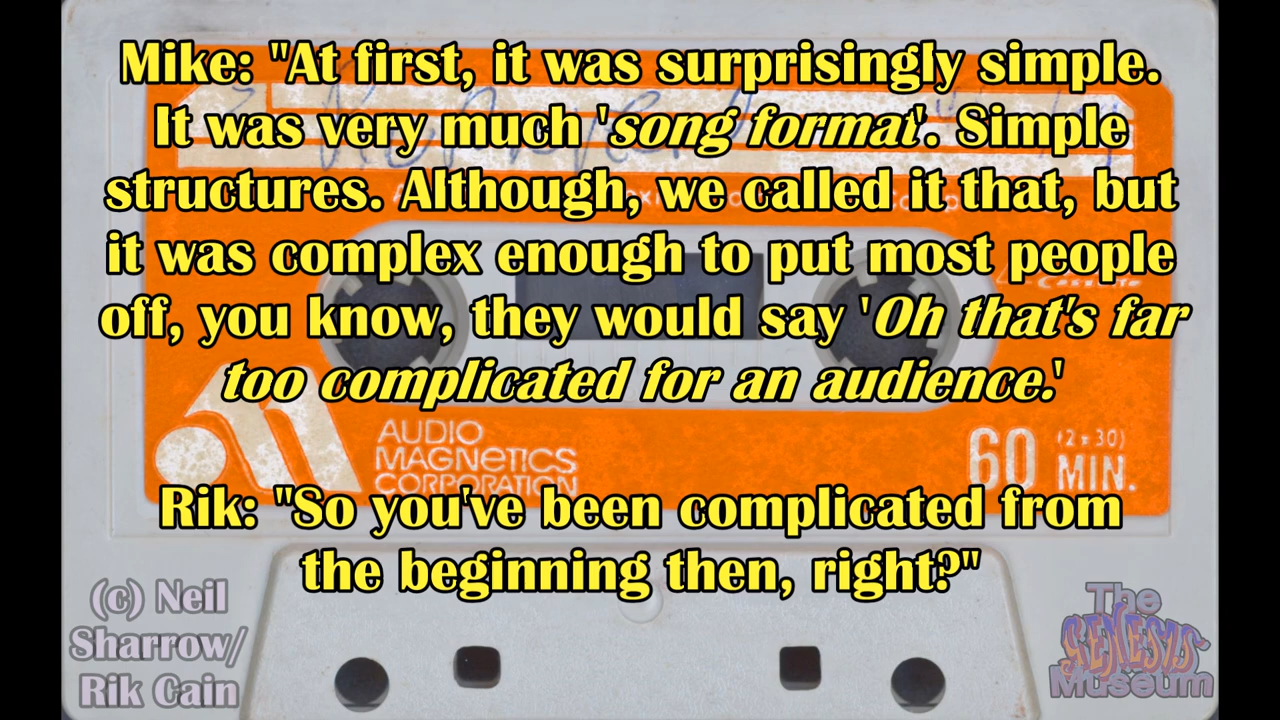 Mike: "At first, it was surprisingly simple.
It was very much 'song format'. Simple
structures. Although, we called it that, but
it was complex enough to put most people
off, you know, they would say 'Oh that's far
too complicated for an audience.'
AUDIO
MAGNETICS
CORPORATION
60 (2x30)
MIN.
Rik: "So you've been complicated from
the beginning then, right?"
(c) Neil
Sharrow/
Rik Cain
The
GENESIS
Museum